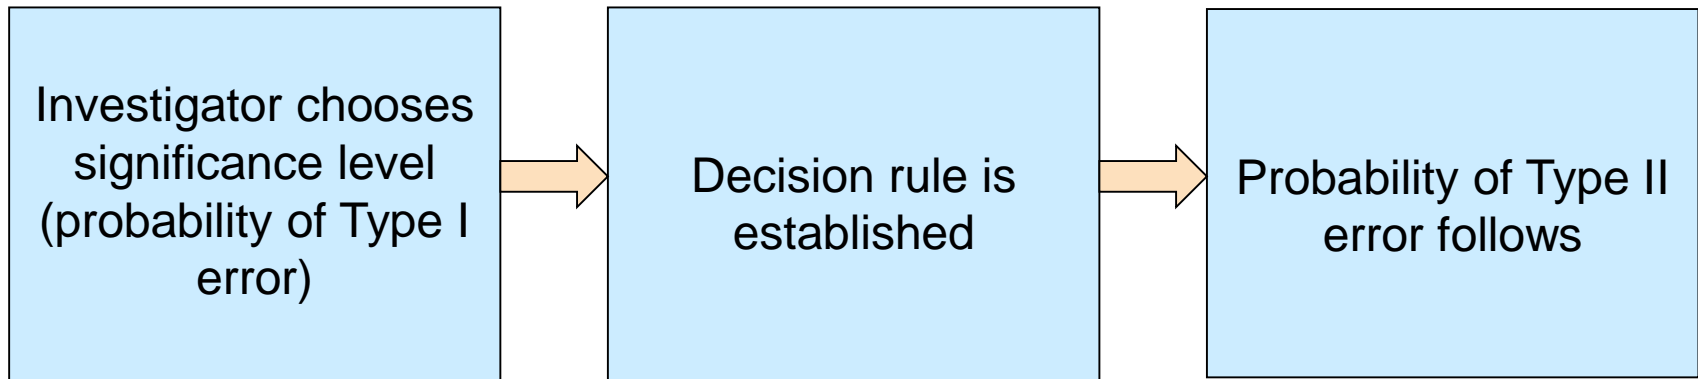 Investigator chooses
significance level
(probability of Type I
error)
Decision rule is
established
Probability of Type II
error follows